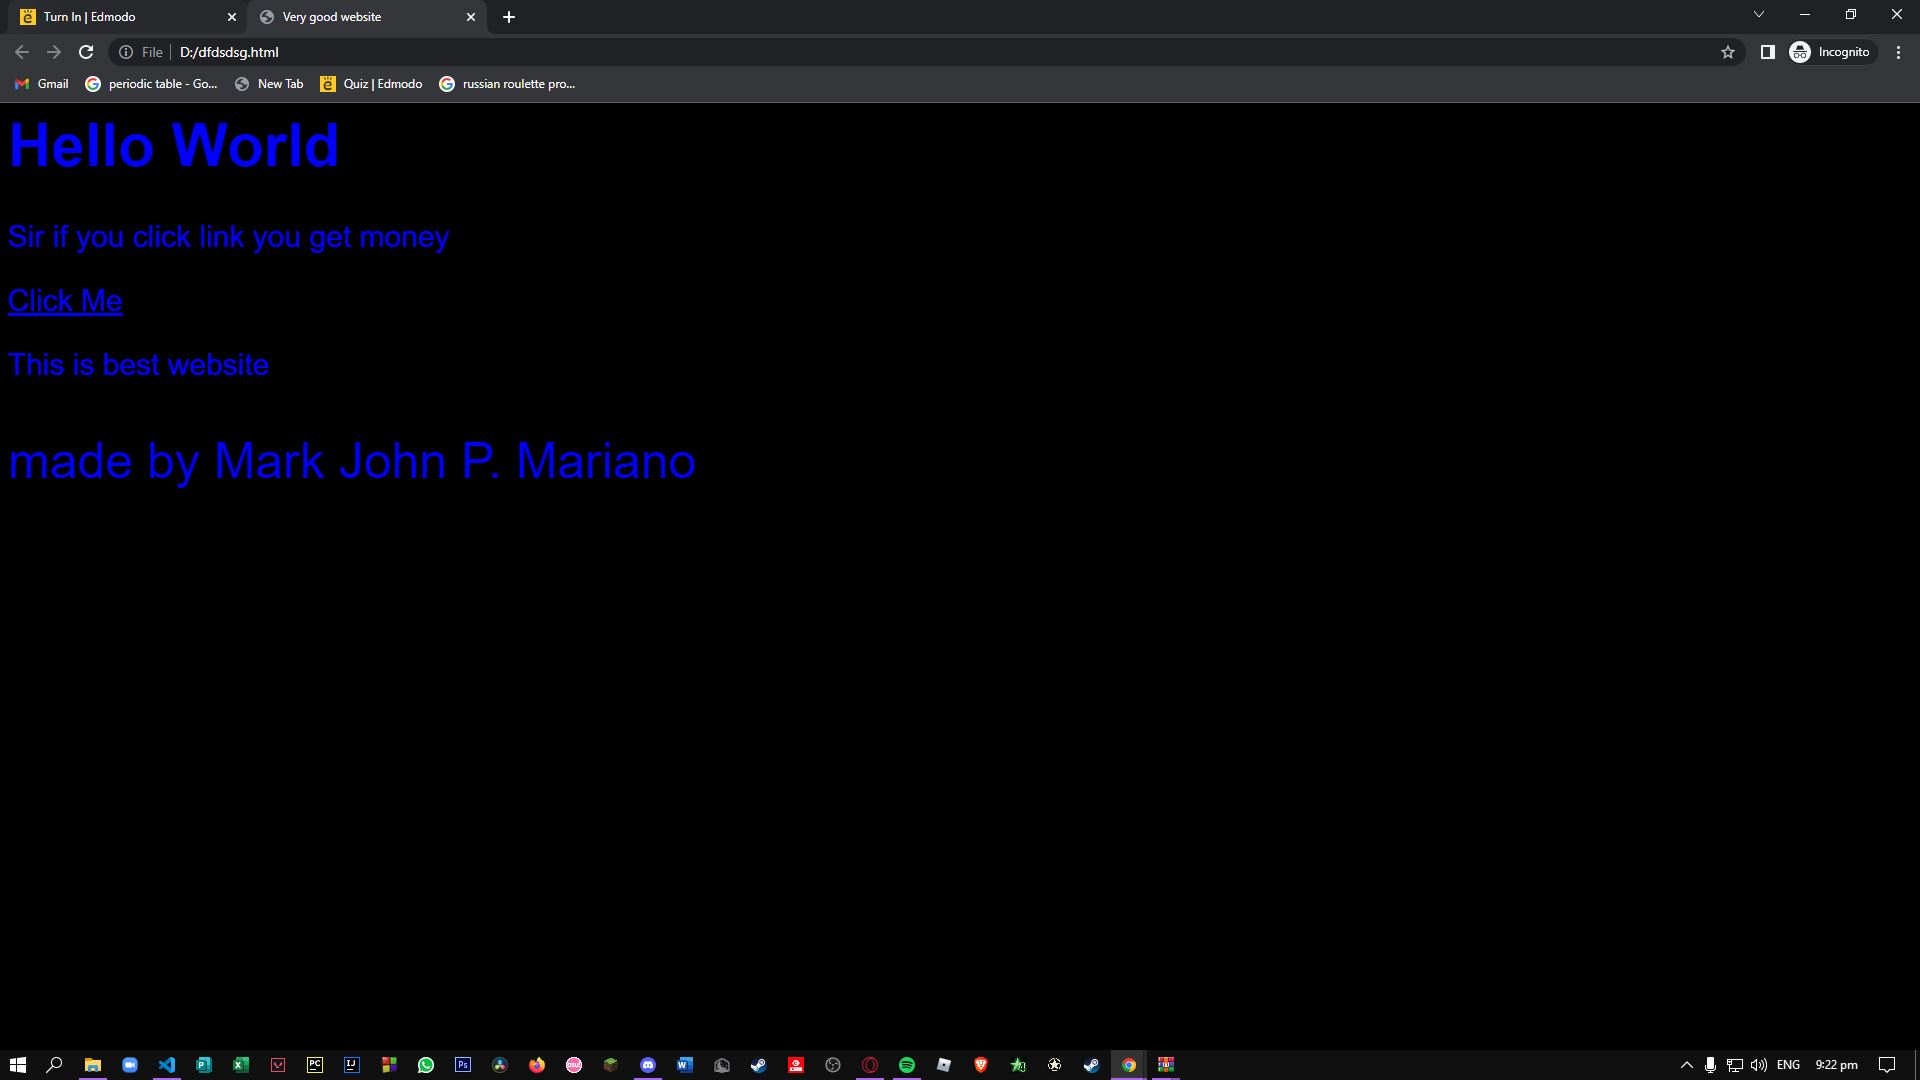 Turn In | Edmodo
Very good website
File
D:/dfdsdsg.html
Incognito
Gmail
periodic table - Go...
New Tab
Quiz | Edmodo
russian roulette pro...
Hello World
Sir if you click link you get money
Click Me
This is best website
made by Mark John P. Mariano
ENG
9:22 pm